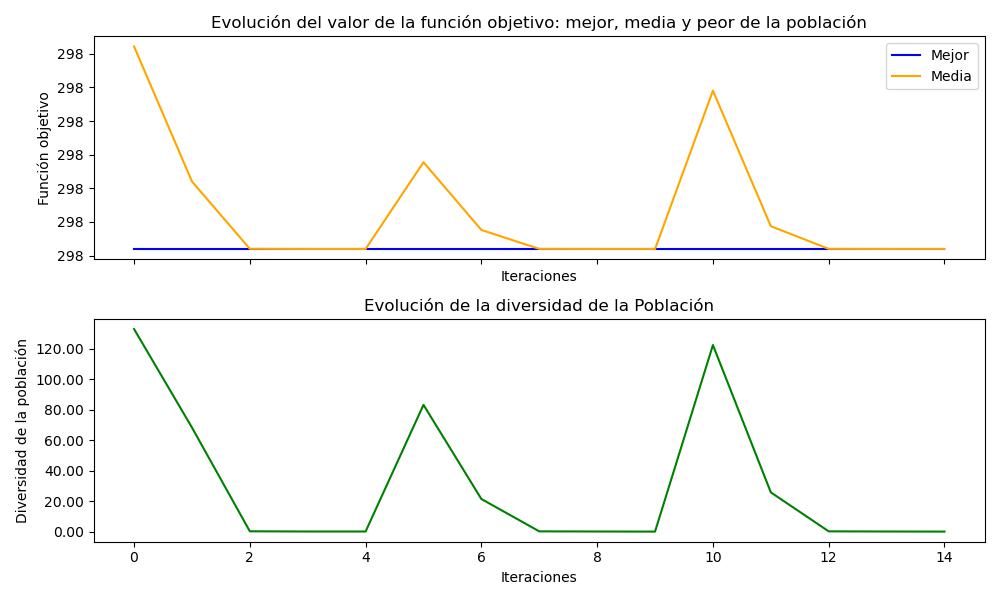 Evolución del valor de la función objetivo: mejor, media y peor de la población
Función objetivo
298
298
298
298
298
298
298
Mejor
Media
Iteraciones
Evolución de la diversidad de la Población
Diversidad de la población
120.00
100.00
80.00
60.00
40.00
20.00
0.00
0 2 4 6 8 10 12 14
Iteraciones